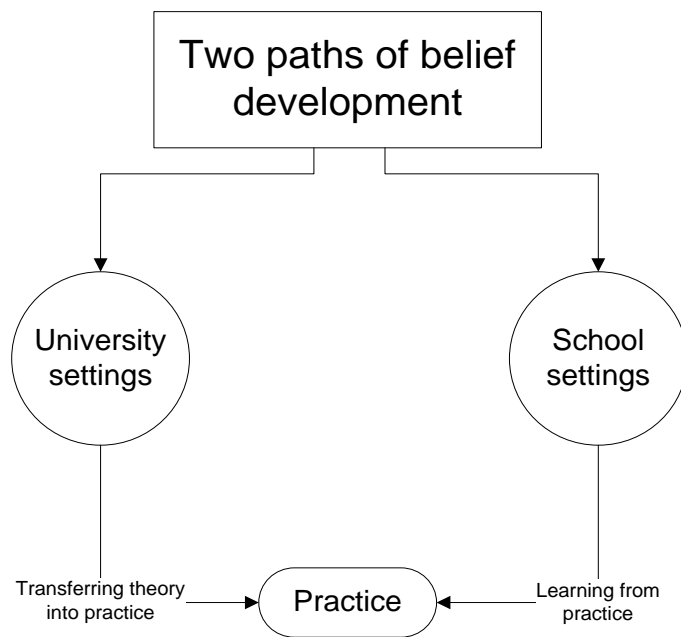 Two paths of belief
development
University
settings
School
settings
Transferring theory
into practice
Practice
Learning from
practice